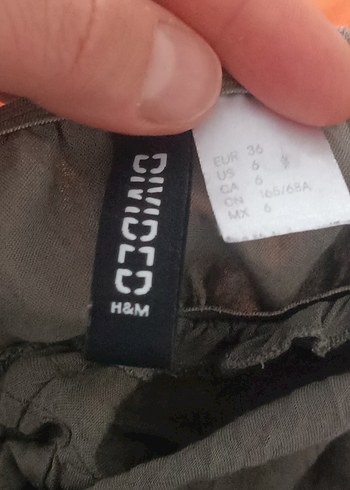 DIVIDED
H&M
EUR 36
US 6
CA 6
CN 165/68A
MX 6